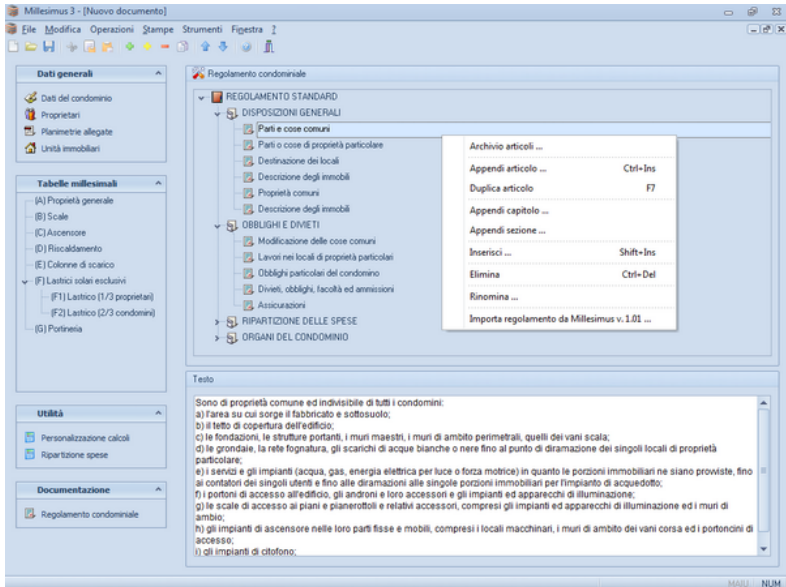 Millesimus 3 - [Nuovo documento]
File Modifica Operazioni Stampe Strumenti Finestra ?
Dati generali
Dati del condominio
Proprietari
Planimetrie allegate
Unità immobiliari
Tabelle millesimali
(A) Proprietà generale
(B) Scale
(C) Ascensore
(D) Riscaldamento
(E) Colonne di scarico
(F) Lastrici solari esclusivi
(F1) Lastrico (1/3 proprietari)
(F2) Lastrico (2/3 condomini)
(G) Portineria
Utilità
Personalizzazione calcoli
Ripartizione spese
Documentazione
Regolamento condominiale
Regolamento condominiale
REGOLAMENTO STANDARD
DISPOSIZIONI GENERALI
Parti e cose comuni
Parti o cose di proprietà particolare
Destinazione dei locali
Descrizione degli immobili
Proprietà comuni
Descrizione degli immobili
OBBLIGHI E DIVIETI
Modificazione delle cose comuni
Lavori nei locali di proprietà particolari
Obblighi particolari del condomino
Divieti, obblighi, facoltà ed ammissioni
Assicurazioni
RIPARTIZIONE DELLE SPESE
ORGANI DEL CONDOMINIO
Archivio articoli ...
Appendi articolo ... Ctrl+Ins
Duplica articolo F7
Appendi capitolo ...
Appendi sezione ...
Inserisci ... Shift+Ins
Elimina Ctrl+Del
Rinomina ...
Importa regolamento da Millesimus v. 1.01 ...
Testo
Sono di proprietà comune ed indivisibile di tutti i condomini:
a) l'area su cui sorge il fabbricato e sottosuolo;
b) il tetto di copertura dell'edificio;
c) le fondazioni, le strutture portanti, i muri maestri, i muri di ambito perimetrali, quelli dei vani scala;
d) le grondaie, la rete fognatura, gli scarichi di acque bianche o nere fino al punto di diramazione dei singoli locali di proprietà
particolare;
e) i servizi e gli impianti (acqua, gas, energia elettrica per luce o forza motrice) in quanto le porzioni immobiliari ne siano provviste, fino
ai contatori dei singoli utenti e fino alle diramazioni alle singole porzioni immobiliari per l'impianto di acquedotto;
f) i portoni di accesso all'edificio, gli androni e loro accessori e gli impianti ed apparecchi di illuminazione;
g) le scale di accesso ai piani e pianerottoli e relativi accessori, compresi gli impianti ed apparecchi di illuminazione ed i muri di
ambio;
h) gli impianti di ascensore nelle loro parti fisse e mobili, compresi i locali macchinari, i muri di ambito dei vani corsa ed i portoncini di
accesso;
i) gli impianti di citofono;
MAIU NUM